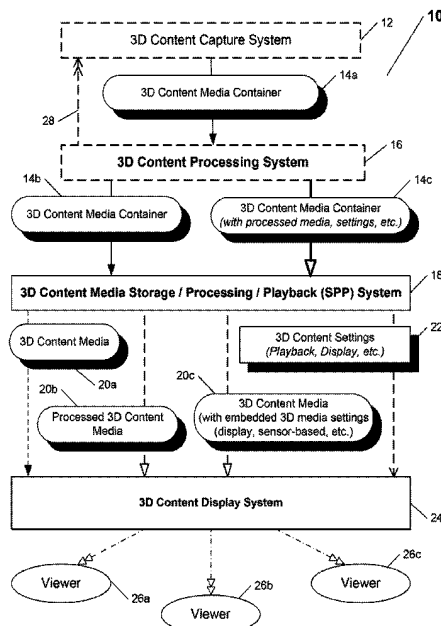 10
3D Content Capture System
12
3D Content Media Container
14a
28
3D Content Processing System
16
14b
14c
3D Content Media Container
3D Content Media Container
(with processed media, settings, etc.)
18
3D Content Media Storage / Processing / Playback (SPP) System
22
3D Content Media
20a
3D Content Settings
(Playback, Display, etc.)
20b
20c
Processed 3D Content
Media
3D Content Media
(with embedded 3D media settings
(display, sensor-based, etc.)
3D Content Display System
24
Viewer
26a
Viewer
26b
Viewer
26c